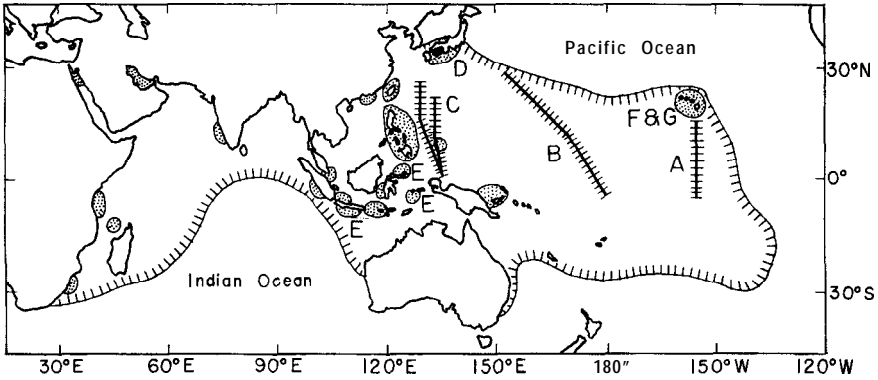 Pacific Ocean
30°N
D
C
F&G
B
A
E
0°
E
E
Indian Ocean
30°S
30°E
60°E
90°E
120°E
150°E
180"
150°W
120°W